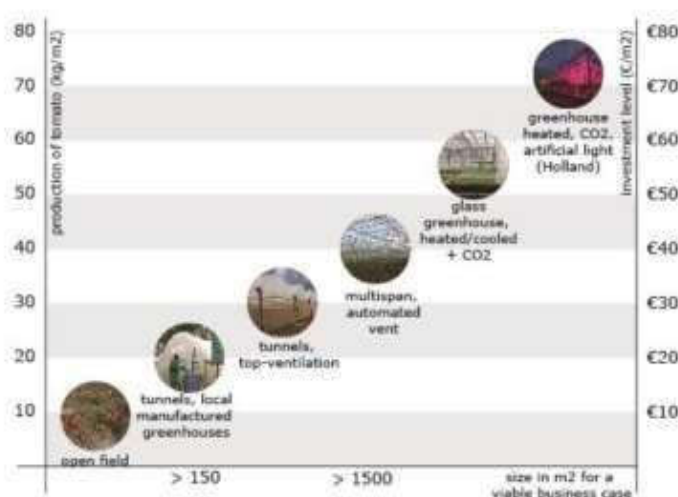 80
70
60
50
40
30
20
10
production of tomato (kg/m2)
€80
€70
€60
€50
€40
€30
€20
€10
investment level (€/m2)
greenhouse
heated, CO2,
artificial light
(Holland)
glass
greenhouse,
heated/cooled
+ CO2
multispan,
automated
vent
tunnels,
top-ventilation
tunnels, local
manufactured
greenhouses
open field
> 150
> 1500
size in m2 for a
viable business case